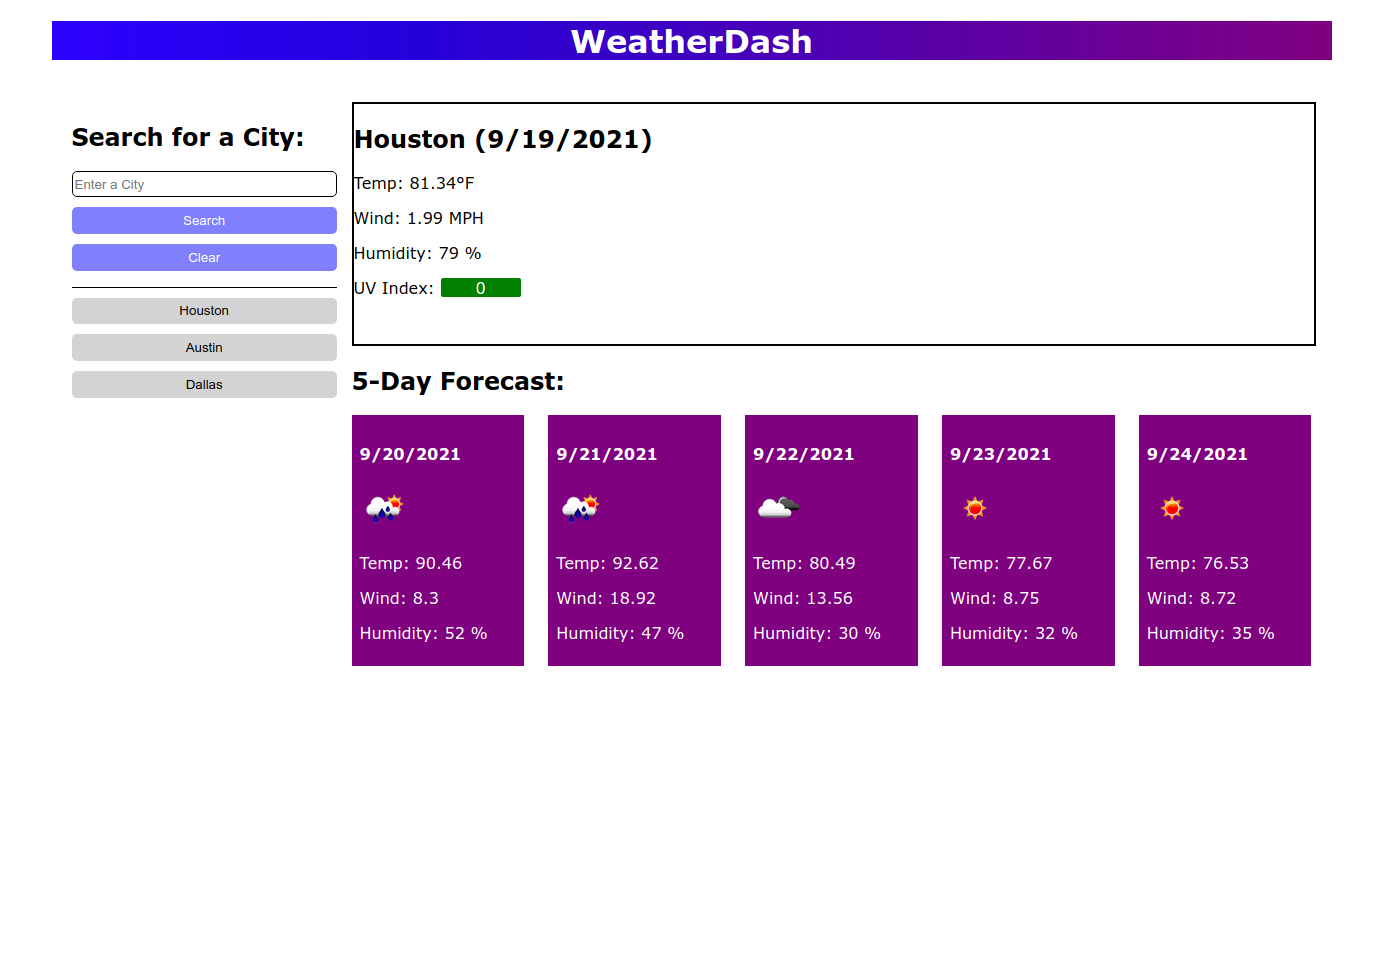 WeatherDash
Search for a City:
Enter a City
Search
Clear
Houston
Austin
Dallas
Houston (9/19/2021)
Temp: 81.34°F
Wind: 1.99 MPH
Humidity: 79 %
UV Index: 0
5-Day Forecast:
9/20/2021
Temp: 90.46
Wind: 8.3
Humidity: 52 %
9/21/2021
Temp: 92.62
Wind: 18.92
Humidity: 47 %
9/22/2021
Temp: 80.49
Wind: 13.56
Humidity: 30 %
9/23/2021
Temp: 77.67
Wind: 8.75
Humidity: 32 %
9/24/2021
Temp: 76.53
Wind: 8.72
Humidity: 35 %